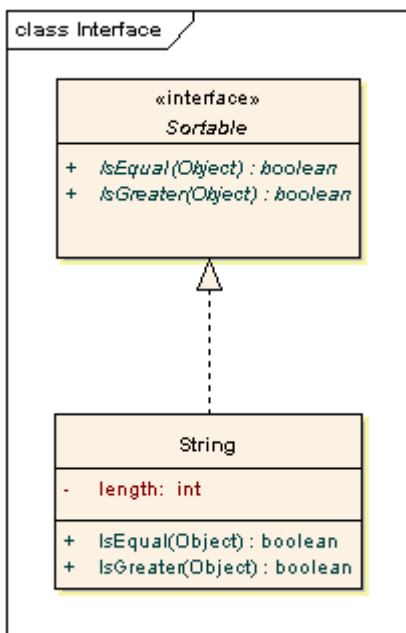 class Interface
«interface»
Sortable
+ IsEqual(Object) : boolean
+ IsGreater(Object) : boolean
String
- length: int
+ IsEqual(Object) : boolean
+ IsGreater(Object) : boolean